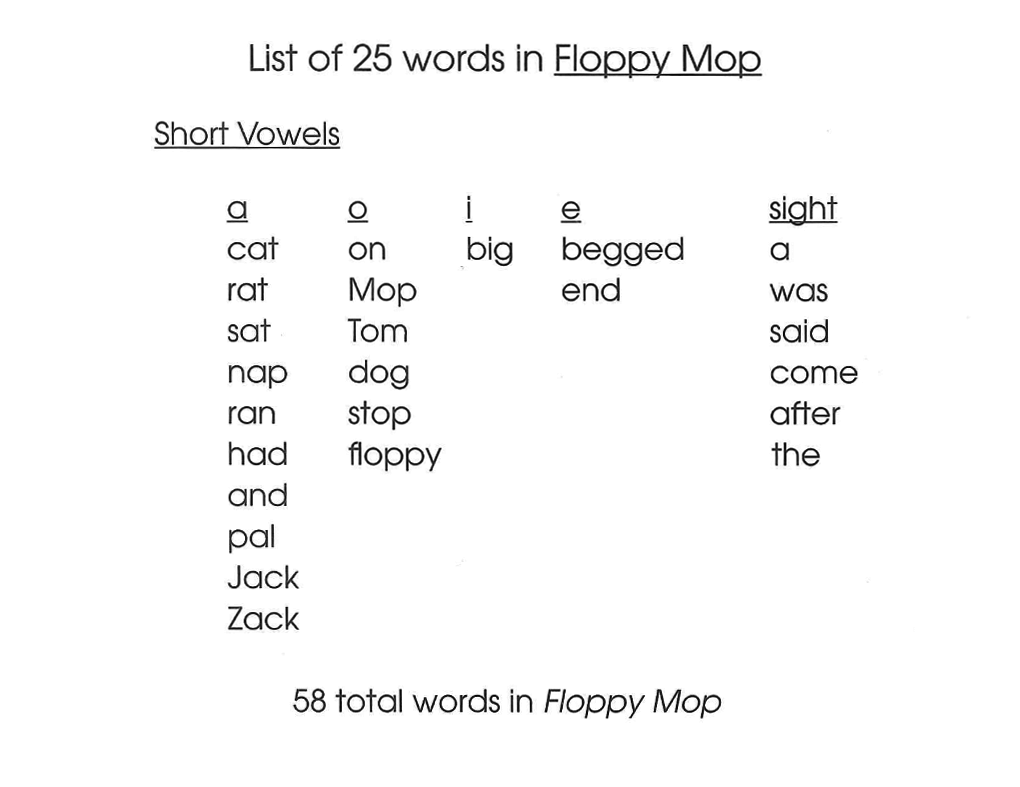 List of 25 words in Floppy Mop
Short Vowels
a o i e sight
cat on big begged a
rat Mop end was
sat Tom said
nap dog come
ran stop after
had floppy the
and
pal
Jack
Zack
58 total words in Floppy Mop